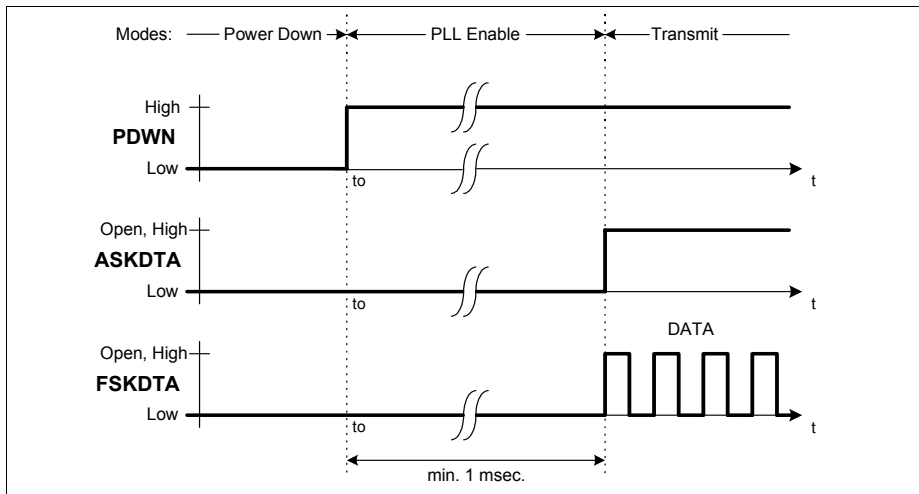 Modes: Power Down PLL Enable Transmit
High
PDWN
Low
to
t
Open, High
ASKDTA
Low
to
t
DATA
Open, High
FSKDTA
Low
to
t
min. 1 msec.